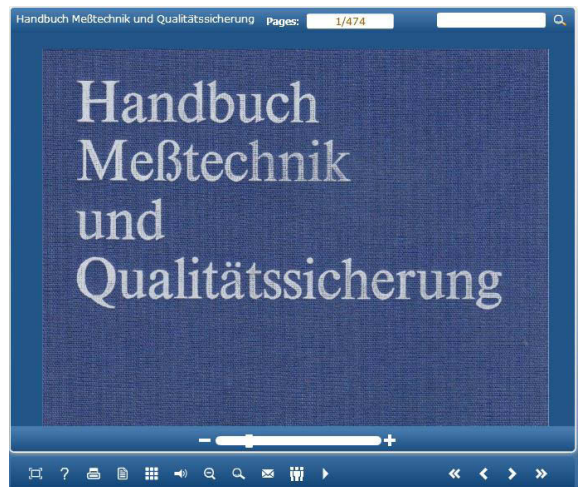 Handbuch Meßtechnik und Qualitätssicherung Pages: 1/474
Handbuch
Meßtechnik
und
Qualitätssicherung